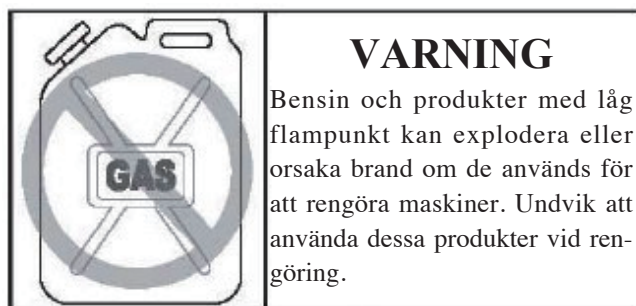 GAS
VARNING
Bensin och produkter med låg
flampunkt kan explodera eller
orsaka brand om de används för
att rengöra maskiner. Undvik att
använda dessa produkter vid ren-
göring.